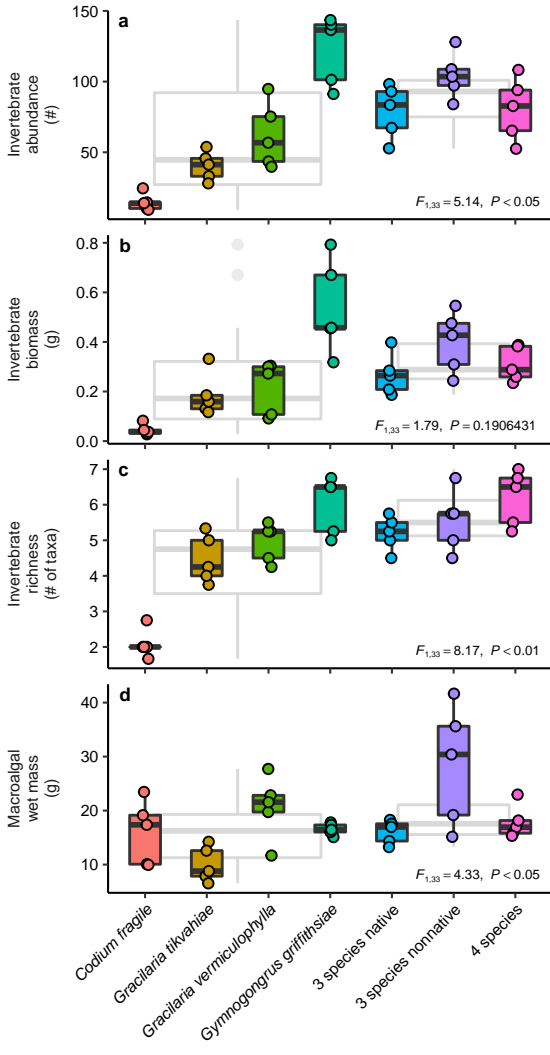 a
Invertebrate
abundance
(#)
150
100
50
F1,33 = 5.14, P < 0.05
b
Invertebrate
biomass
(g)
0.8
0.6
0.4
0.2
0.0
F1,33 = 1.79, P = 0.1906431
c
Invertebrate
richness
(# of taxa)
7
6
5
4
3
2
F1,33 = 8.17, P < 0.01
d
Macroalgal
wet mass
(g)
40
30
20
10
F1,33 = 4.33, P < 0.05
Codium fragile
Gracilaria tikvahiae
Gracilaria vermiculophylla
Gymnogongrus griffithsiae
3 species native
3 species nonnative
4 species